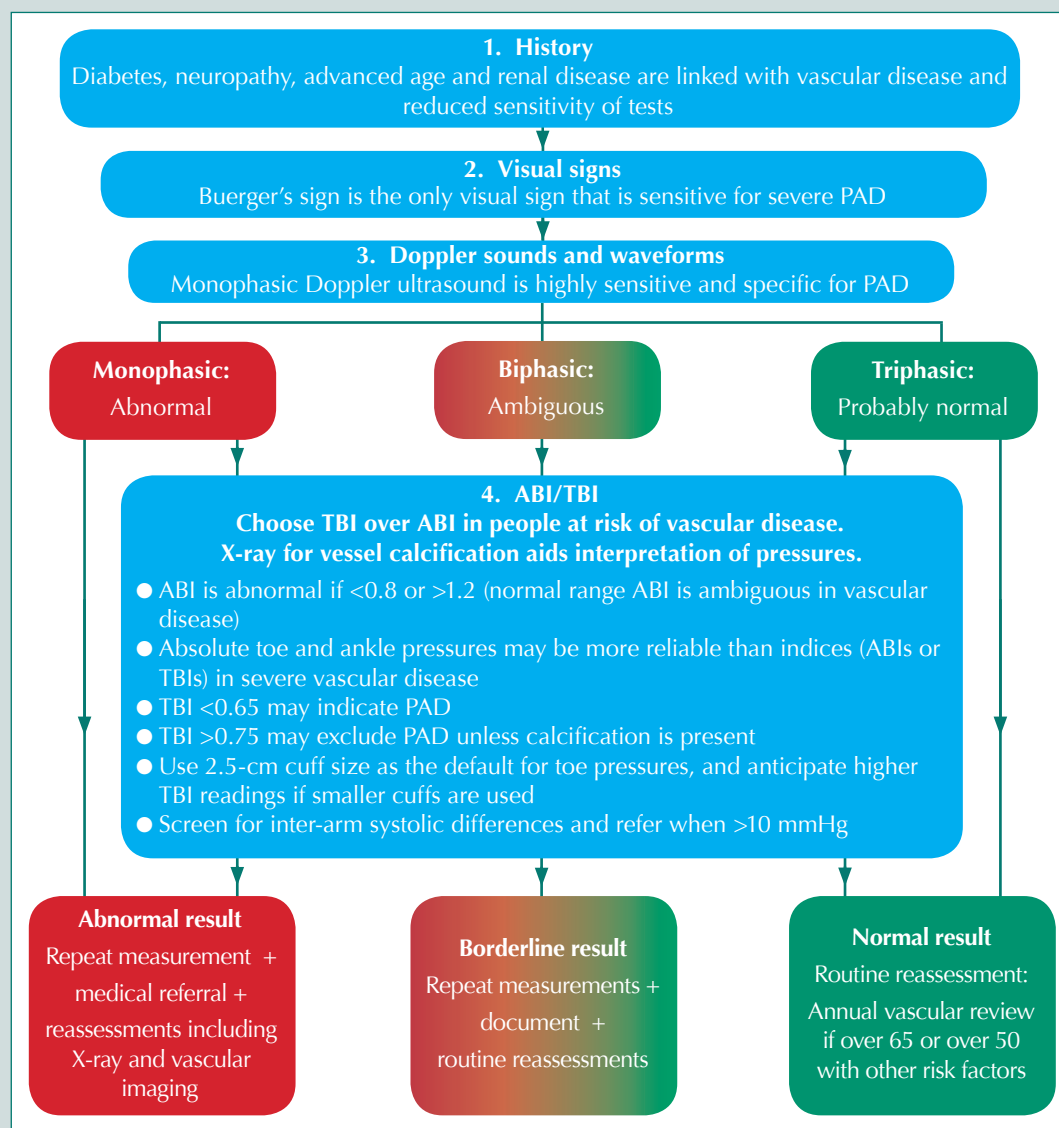 1. History
Diabetes, neuropathy, advanced age and renal disease are linked with vascular disease and
reduced sensitivity of tests
2. Visual signs
Buerger's sign is the only visual sign that is sensitive for severe PAD
3. Doppler sounds and waveforms
Monophasic Doppler ultrasound is highly sensitive and specific for PAD
Monophasic:
Abnormal
Biphasic:
Ambiguous
Triphasic:
Probably normal
4. ABI/TBI
Choose TBI over ABI in people at risk of vascular disease.
X-ray for vessel calcification aids interpretation of pressures.
● ABI is abnormal if <0.8 or >1.2 (normal range ABI is ambiguous in vascular
disease)
● Absolute toe and ankle pressures may be more reliable than indices (ABIs or
TBIs) in severe vascular disease
● TBI <0.65 may indicate PAD
● TBI >0.75 may exclude PAD unless calcification is present
● Use 2.5-cm cuff size as the default for toe pressures, and anticipate higher
TBI readings if smaller cuffs are used
● Screen for inter-arm systolic differences and refer when >10 mmHg
Abnormal result
Repeat measurement +
medical referral +
reassessments including
X-ray and vascular
imaging
Borderline result
Repeat measurements +
document +
routine reassessments
Normal result
Routine reassessment:
Annual vascular review
if over 65 or over 50
with other risk factors